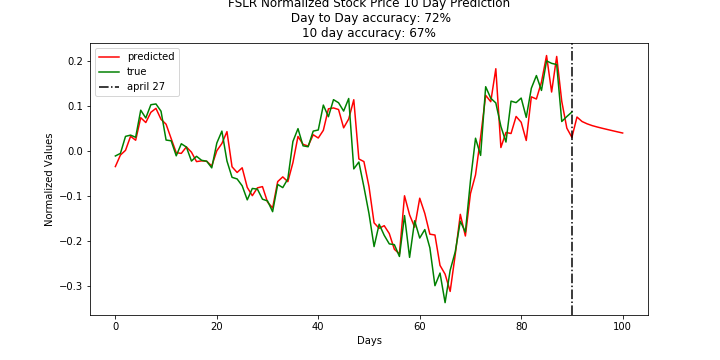 FSLR Normalized Stock Price 10 Day Prediction
Day to Day accuracy: 72%
10 day accuracy: 67%
predicted
true
april 27
Normalized Values
0.2
0.1
0.0
−0.1
−0.2
−0.3
0
20
40
60
80
100
Days